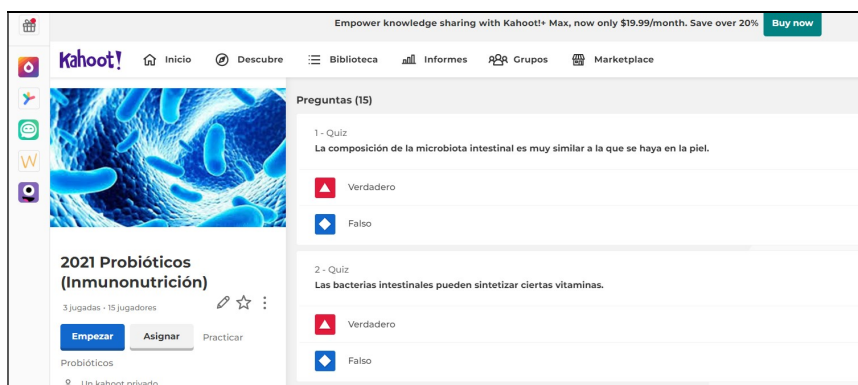 Empower knowledge sharing with Kahoot!+ Max, now only $19.99/month. Save over 20%
Buy now
Kahoot!
Inicio
Descubre
Biblioteca
Informes
Grupos
Marketplace
2021 Probióticos
(Inmunonutrición)
3 jugadas · 15 jugadores
Empezar
Asignar
Practicar
Probióticos
Un kahoot privado
Preguntas (15)
1 - Quiz
La composición de la microbiota intestinal es muy similar a la que se haya en la piel.
Verdadero
Falso
2 - Quiz
Las bacterias intestinales pueden sintetizar ciertas vitaminas.
Verdadero
Falso